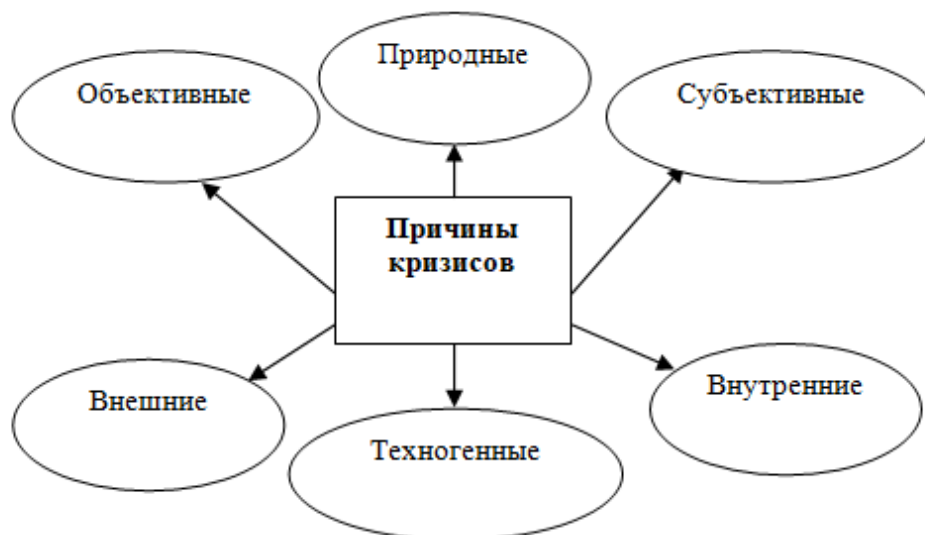 Природные
Объективные
Субъективные
Причины
кризисов
Внешние
Внутренние
Техногенные